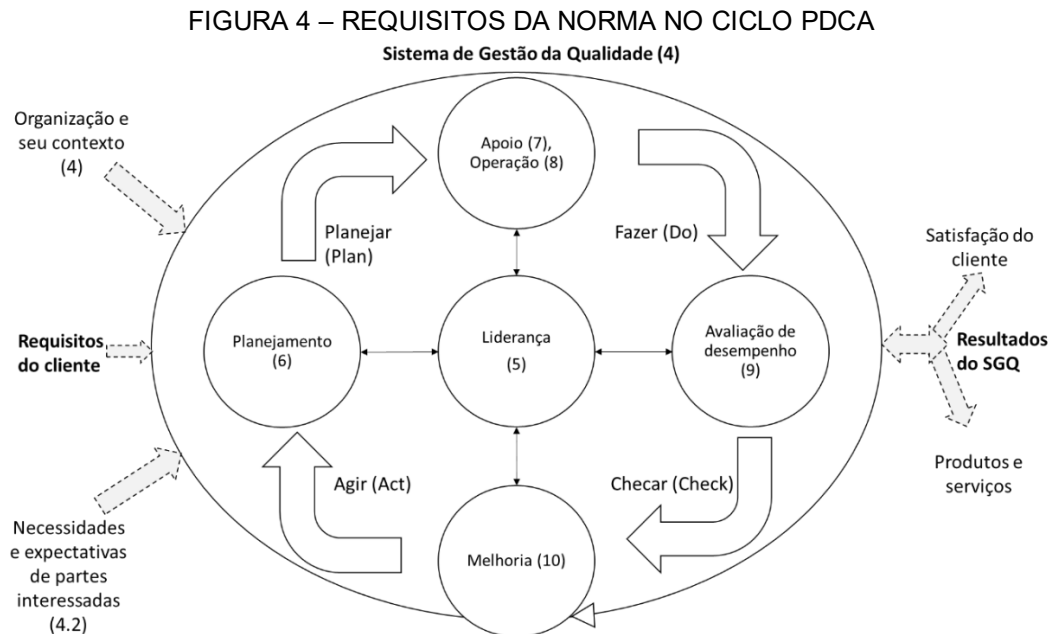 FIGURA 4 – REQUISITOS DA NORMA NO CICLO PDCA
Sistema de Gestão da Qualidade (4)
Organização e
seu contexto
(4)
Apoio (7),
Operação (8)
Planejar
(Plan)
Fazer (Do)
Satisfação do
cliente
Requisitos
do cliente
Planejamento
(6)
Liderança
(5)
Avaliação de
desempenho
(9)
Resultados
do SGQ
Agir (Act)
Checar (Check)
Produtos e
serviços
Necessidades
e expectativas
de partes
interessadas
(4.2)
Melhoria (10)